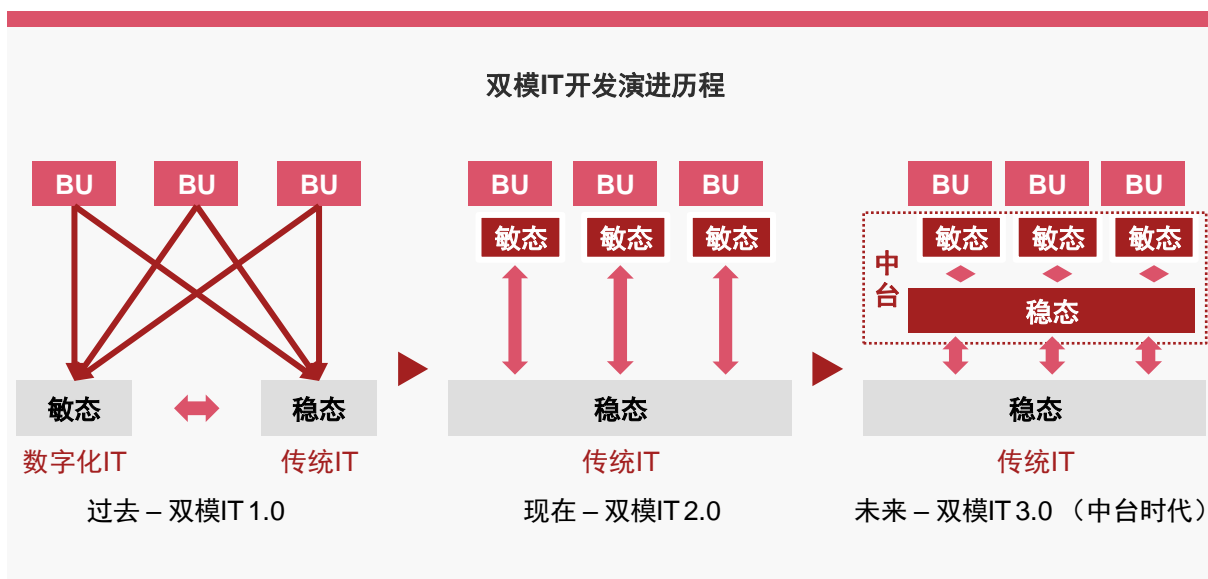 双模IT开发演进历程
BU BU BU
敏态 稳态
数字化IT 传统IT
过去 – 双模IT 1.0
BU BU BU
敏态 敏态 敏态
稳态
传统IT
现在 – 双模IT 2.0
BU BU BU
敏态 敏态 敏态
中台
稳态
稳态
传统IT
未来 – 双模IT 3.0 （中台时代）